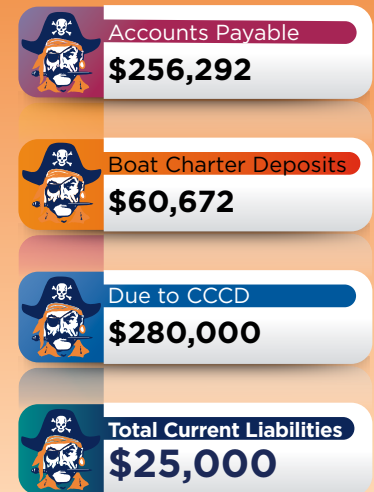 Accounts Payable
$256,292
Boat Charter Deposits
$60,672
Due to CCCD
$280,000
Total Current Liabilities
$25,000